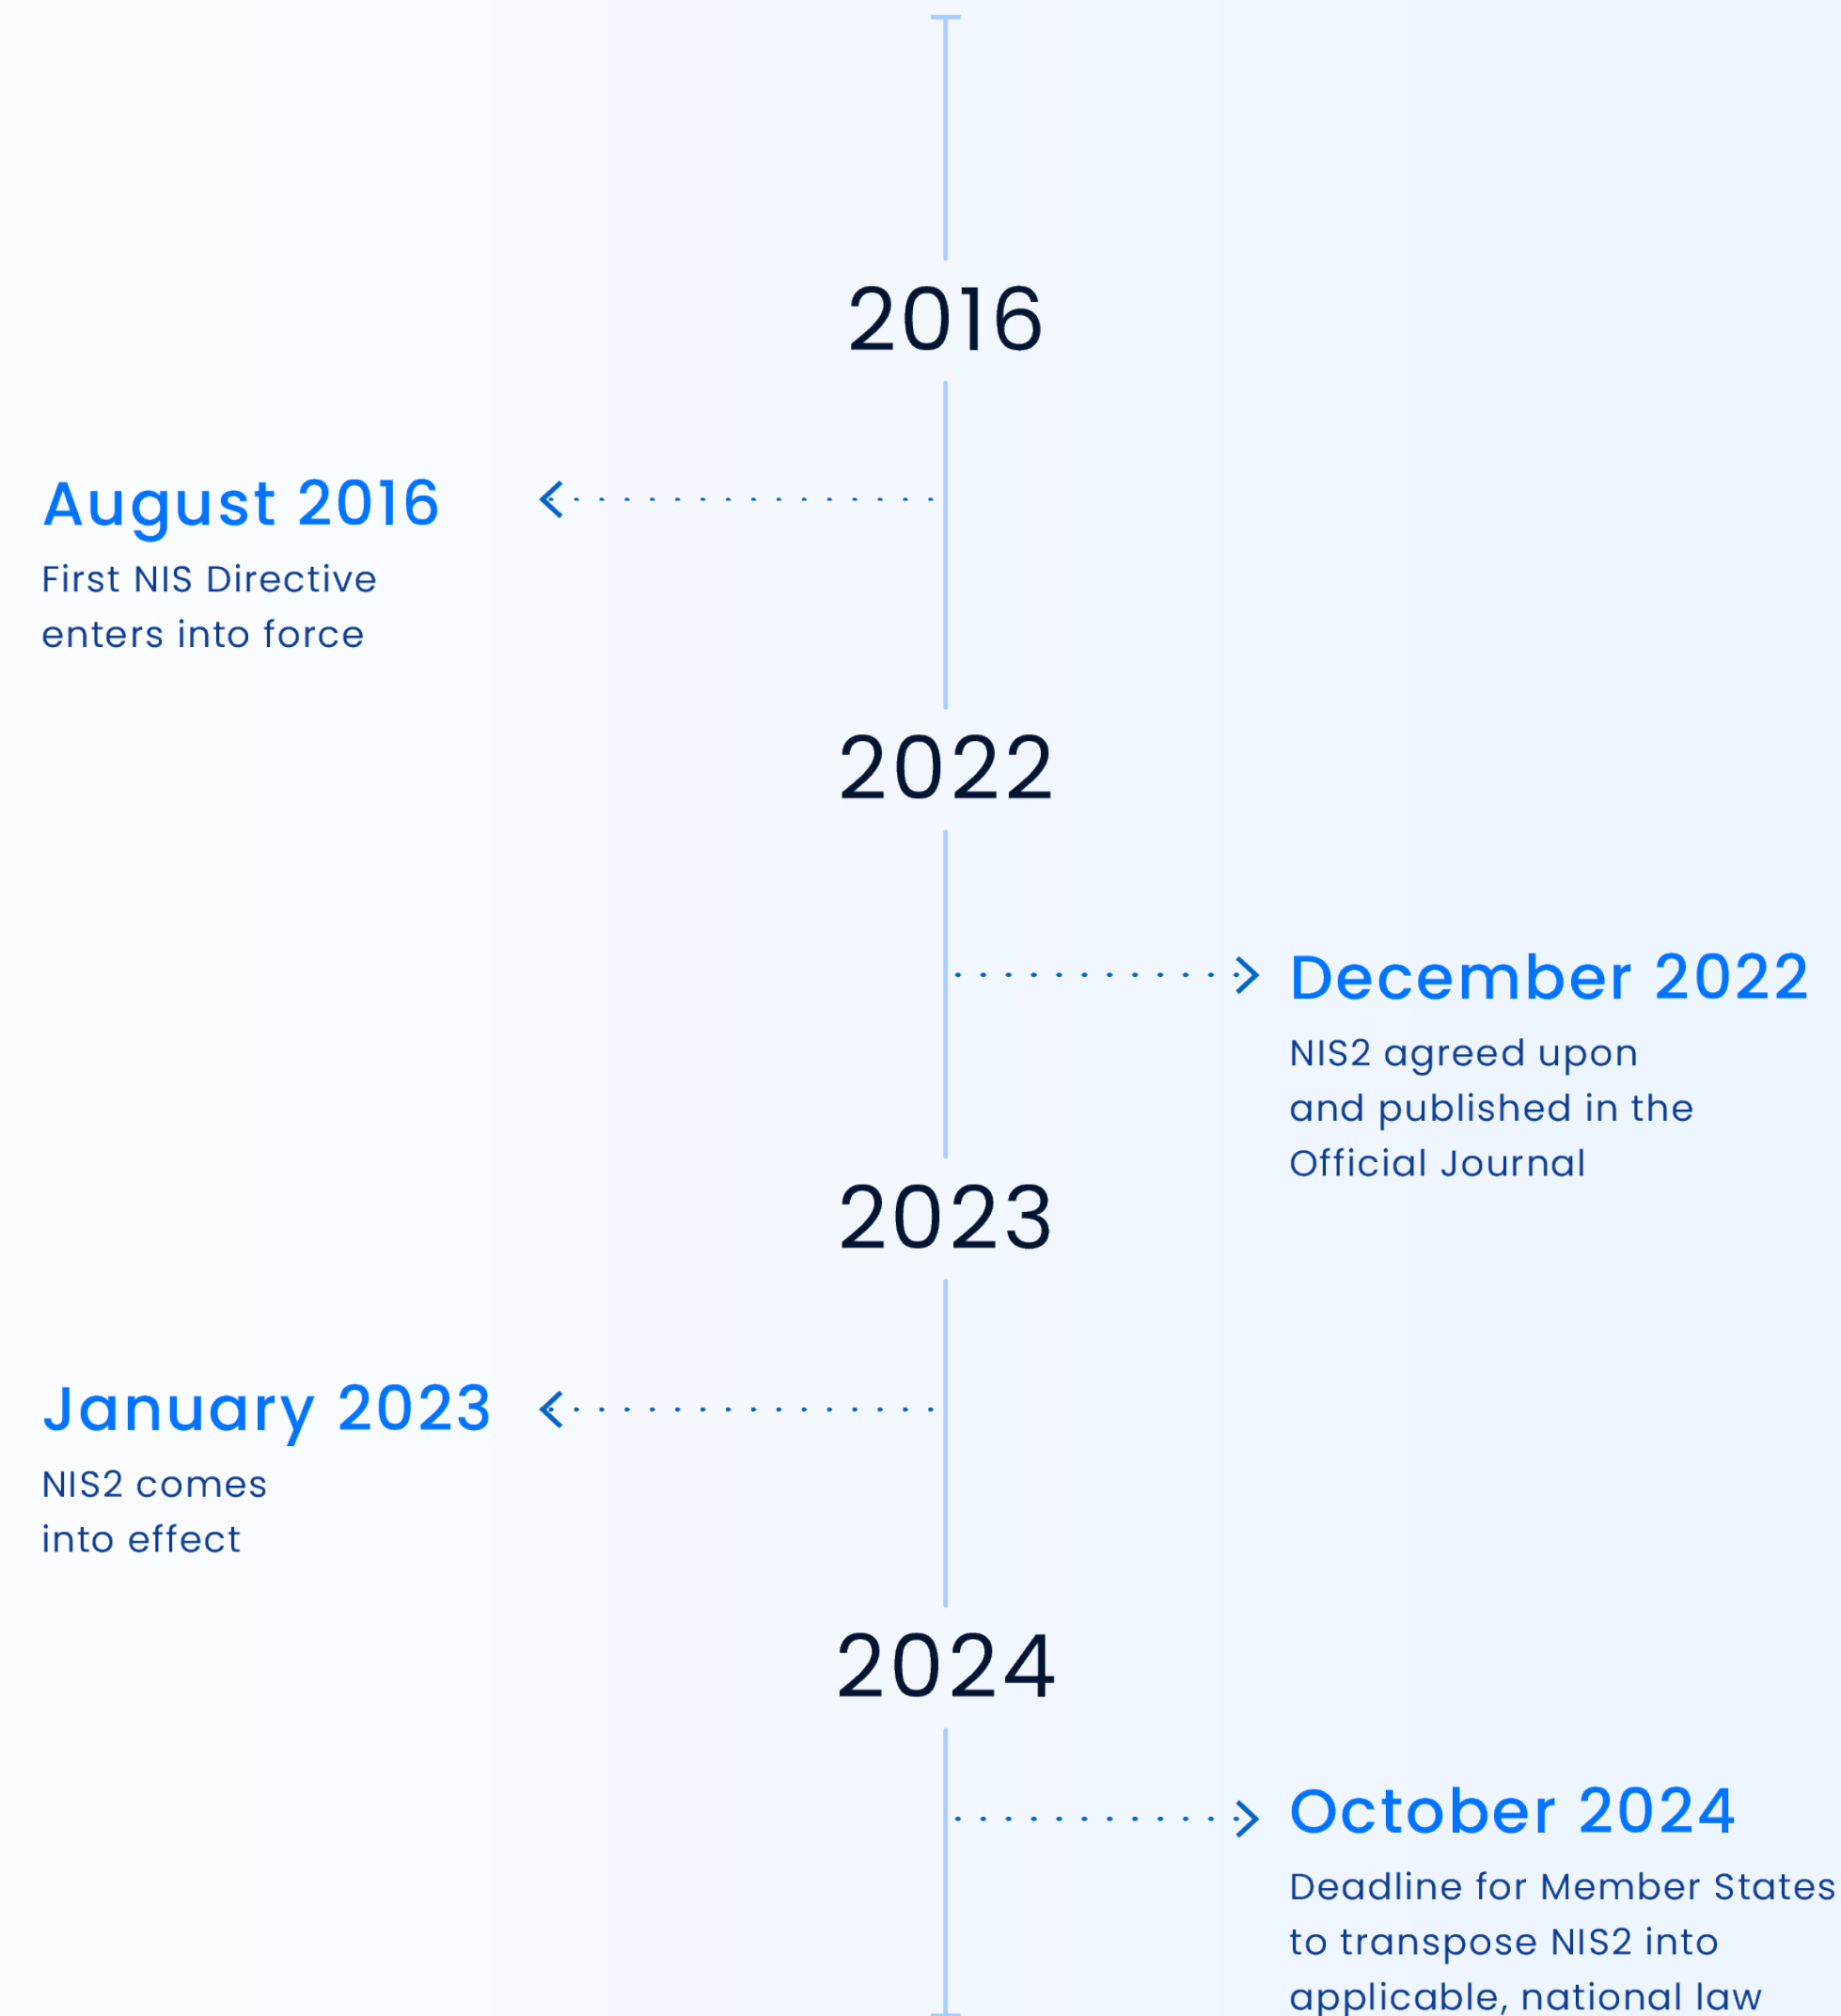 2016
August 2016
First NIS Directive
enters into force
2022
December 2022
NIS2 agreed upon
and published in the
Official Journal
2023
January 2023
NIS2 comes
into effect
2024
October 2024
Deadline for Member States
to transpose NIS2 into
applicable, national law